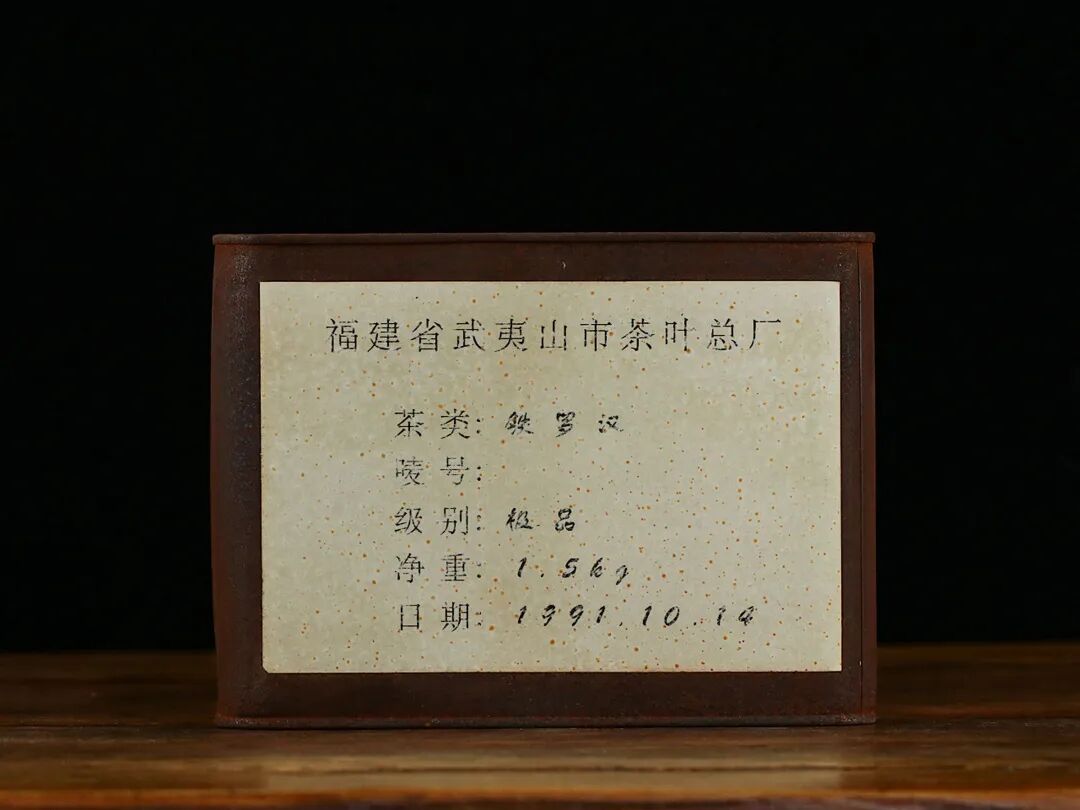 福建省武夷山市茶叶总厂
茶类: 铁罗汉
唛号:
级别: 极品
净重: 1.5kg
日期: 1991.10.14